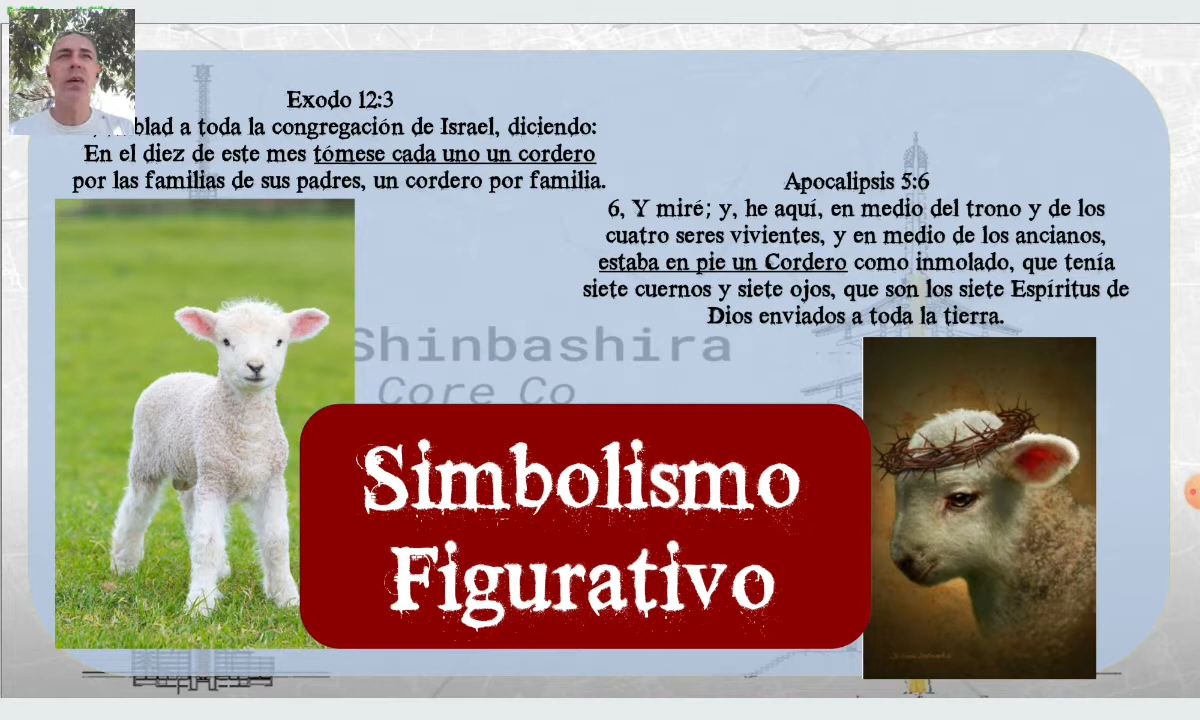 Exodo 12:3
blad a toda la congregación de Israel, diciendo:
En el diez de este mes tómese cada uno un cordero
por las familias de sus padres, un cordero por familia.
Apocalipsis 5:6
6, Y miré; y, he aquí, en medio del trono y de los
cuatro seres vivientes, y en medio de los ancianos,
estaba en pie un Cordero como inmolado, que tenía
siete cuernos y siete ojos, que son los siete Espíritus de
Dios enviados a toda la tierra.
Shinbashira
Core Co
Simbolismo
Figurativo